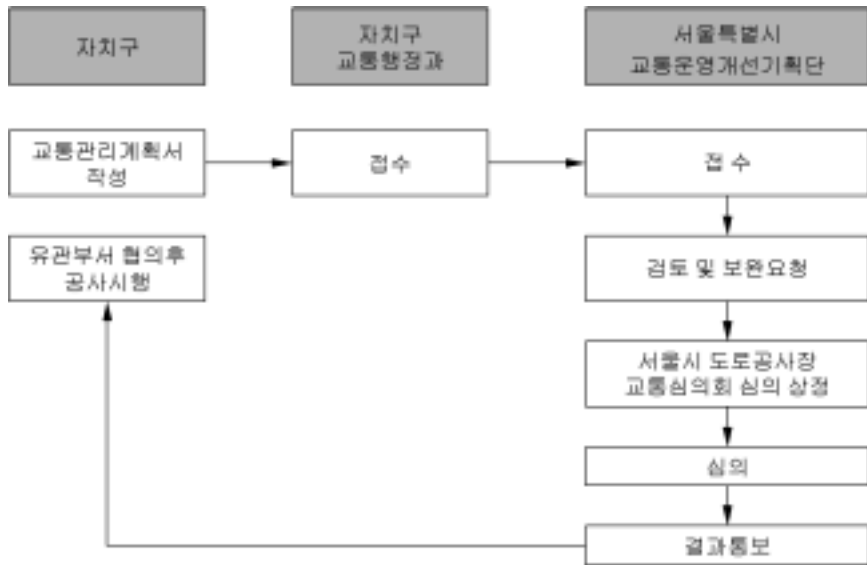 자치구
자치구
교통행정과
서울특별시
교통운영개선기획단
교통관리계획서
작성
접수
접 수
유관부서 협의후
공사시행
검토 및 보완요청
서울시 도로공사장
교통심의회 심의 상정
심의
결과통보